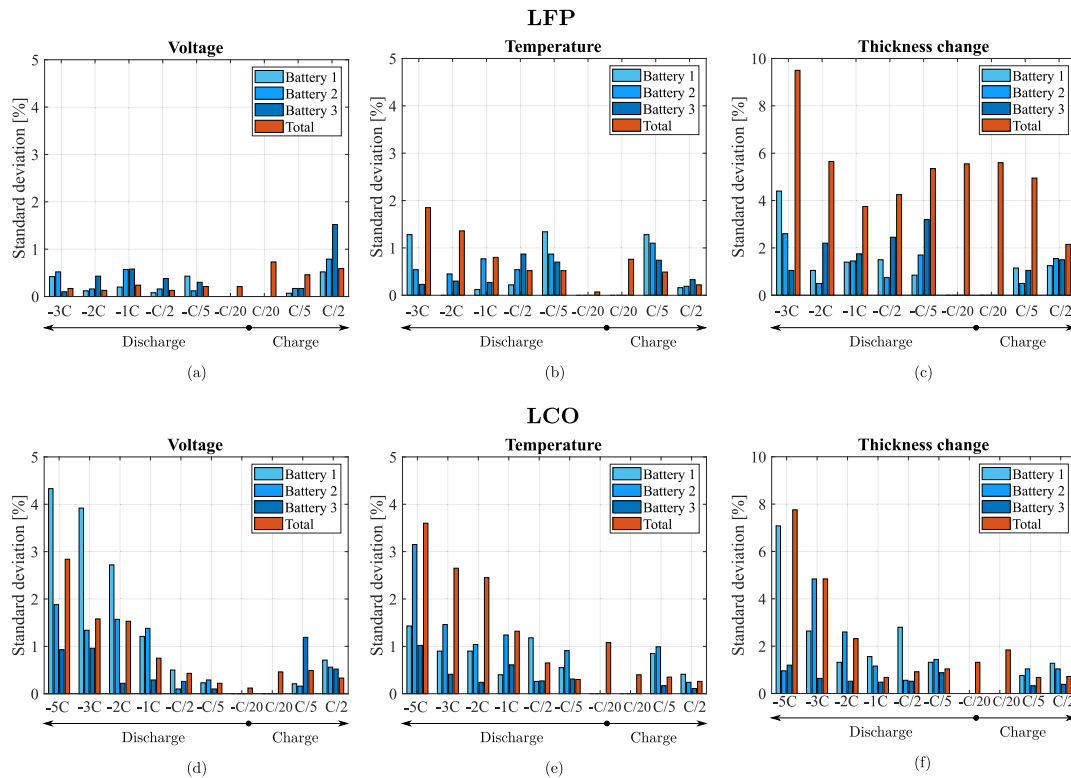 LFP
Voltage
Standard deviation [%]
5
4
3
2
1
0
Battery 1
Battery 2
Battery 3
Total
-3C -2C -1C -C/2 -C/5 -C/20 C/20 C/5 C/2
Discharge Charge
(a)
Temperature
Standard deviation [%]
5
4
3
2
1
0
Battery 1
Battery 2
Battery 3
Total
-3C -2C -1C -C/2 -C/5 -C/20 C/20 C/5 C/2
Discharge Charge
(b)
Thickness change
Standard deviation [%]
10
8
6
4
2
0
Battery 1
Battery 2
Battery 3
Total
-3C -2C -1C -C/2 -C/5 -C/20 C/20 C/5 C/2
Discharge Charge
(c)
LCO
Voltage
Standard deviation [%]
5
4
3
2
1
0
Battery 1
Battery 2
Battery 3
Total
-5C -3C -2C -1C -C/2 -C/5 -C/20 C/20 C/5 C/2
Discharge Charge
(d)
Temperature
Standard deviation [%]
5
4
3
2
1
0
Battery 1
Battery 2
Battery 3
Total
-5C -3C -2C -1C -C/2 -C/5 -C/20 C/20 C/5 C/2
Discharge Charge
(e)
Thickness change
Standard deviation [%]
10
8
6
4
2
0
Battery 1
Battery 2
Battery 3
Total
-5C -3C -2C -1C -C/2 -C/5 -C/20 C/20 C/5 C/2
Discharge Charge
(f)